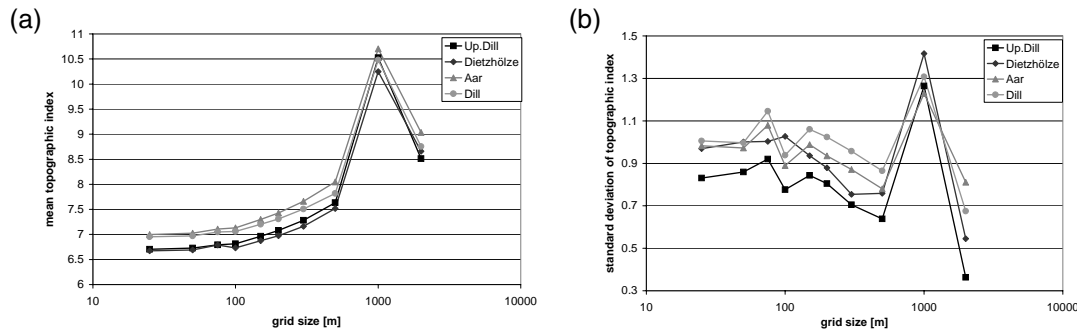 (a)
mean topographic index
11
10.5
10
9.5
9
8.5
8
7.5
7
6.5
6
10 100 1000 10000
grid size [m]
Up.Dill
Dietzhölze
Aar
Dill
(b)
standard deviation of topographic index
1.5
1.3
1.1
0.9
0.7
0.5
0.3
10 100 1000 10000
grid size [m]
Up.Dill
Dietzhölze
Aar
Dill